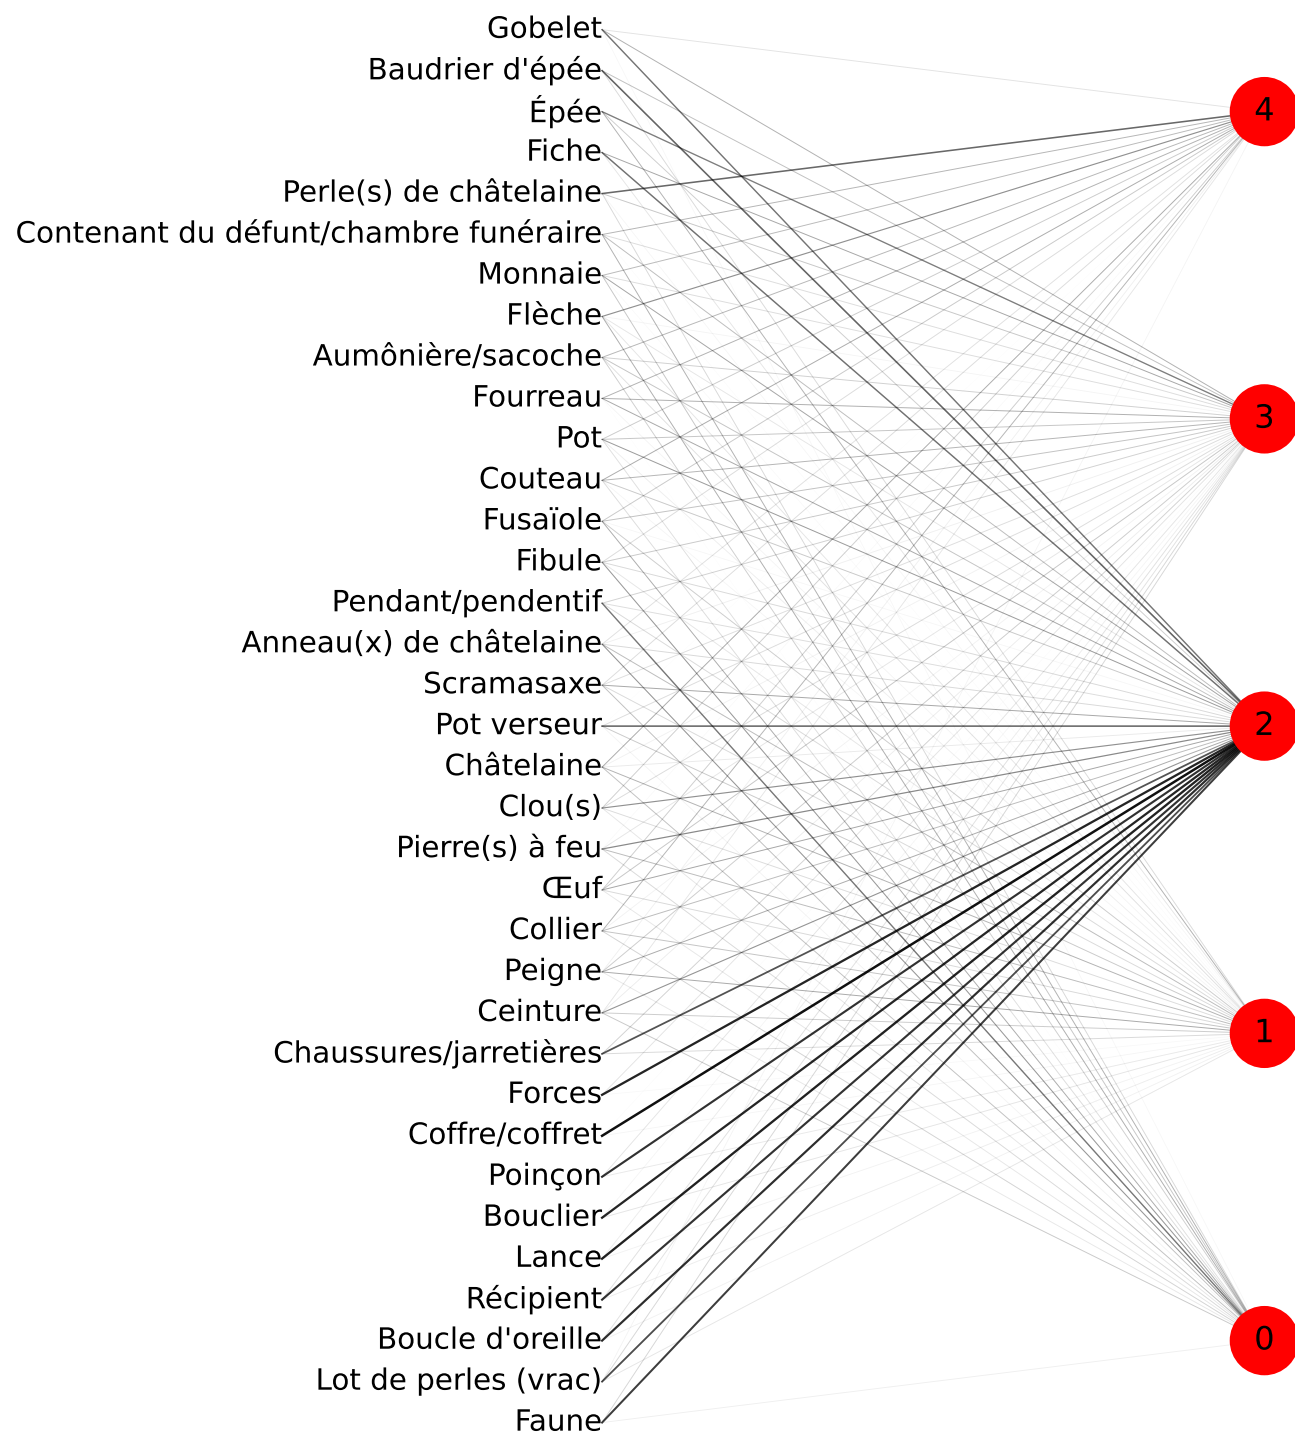 Gobelet
Baudrier d'épée
Épée
Fiche
Perle(s) de châtelaine
Contenant du défunt/chambre funéraire
Monnaie
Flèche
Aumônière/sacoche
Fourreau
Pot
Couteau
Fusaïole
Fibule
Pendant/pendentif
Anneau(x) de châtelaine
Scramasaxe
Pot verseur
Châtelaine
Clou(s)
Pierre(s) à feu
Œuf
Collier
Peigne
Ceinture
Chaussures/jarretières
Forces
Coffre/coffret
Poinçon
Bouclier
Lance
Récipient
Boucle d'oreille
Lot de perles (vrac)
Faune
4
3
2
1
0